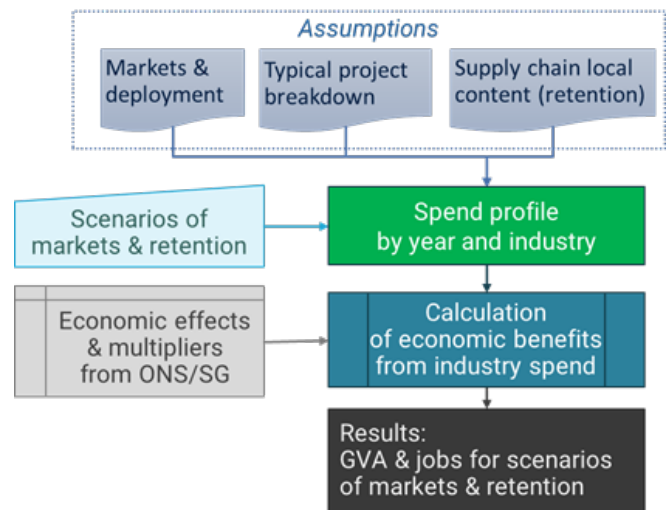 Assumptions
Markets &
deployment
Typical project
breakdown
Supply chain local
content (retention)
Scenarios of
markets & retention
Spend profile
by year and industry
Economic effects
& multipliers
from ONS/SG
Calculation
of economic benefits
from industry spend
Results:
GVA & jobs for scenarios
of markets & retention